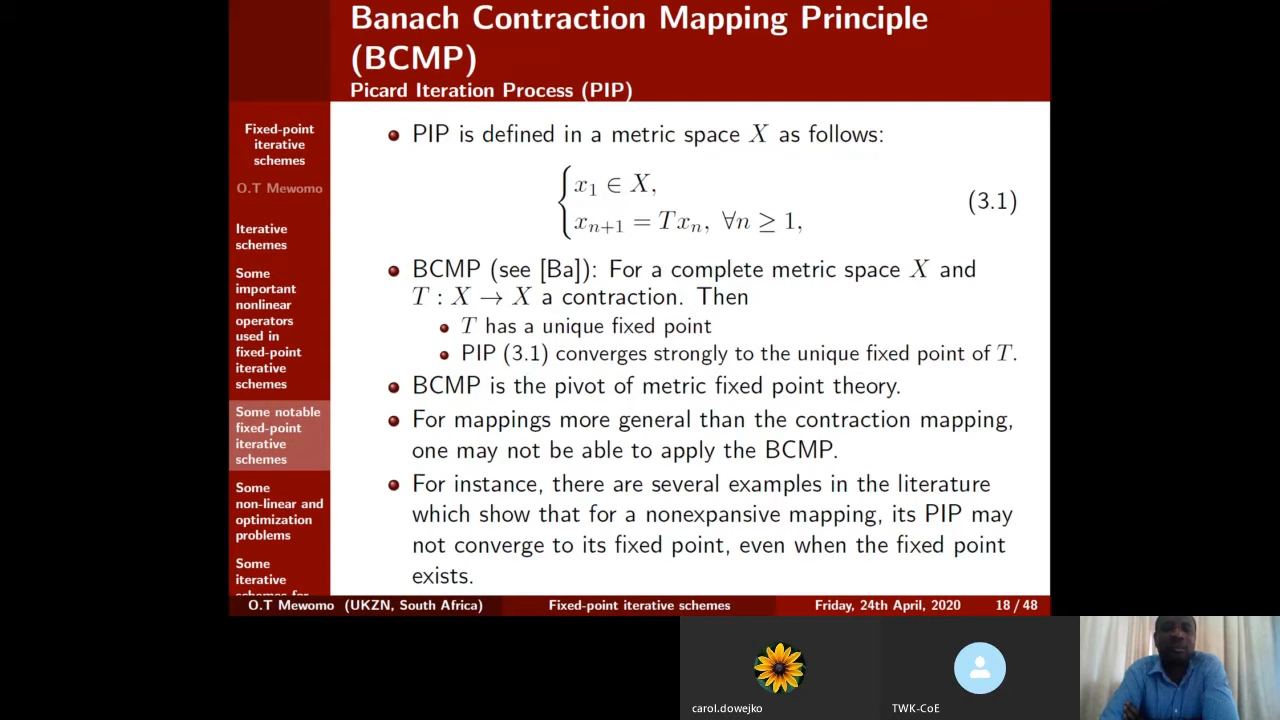 Banach Contraction Mapping Principle
(BCMP)
Picard Iteration Process (PIP)
Fixed-point
iterative
schemes
O.T Mewomo
Iterative
schemes
Some
important
nonlinear
operators
used in
fixed-point
iterative
schemes
Some notable
fixed-point
iterative
schemes
Some
non-linear and
optimization
problems
Some
iterative
schemes for
PIP is defined in a metric space X as follows:
x₁ ∈ X,
xₙ₊₁ = Txₙ, ∀n ≥ 1,
(3.1)
BCMP (see [Ba]): For a complete metric space X and
T : X → X a contraction. Then
T has a unique fixed point
PIP (3.1) converges strongly to the unique fixed point of T.
BCMP is the pivot of metric fixed point theory.
For mappings more general than the contraction mapping,
one may not be able to apply the BCMP.
For instance, there are several examples in the literature
which show that for a nonexpansive mapping, its PIP may
not converge to its fixed point, even when the fixed point
exists.
O.T Mewomo (UKZN, South Africa) Fixed-point iterative schemes Friday, 24th April, 2020 18 / 48
carol.dowejko
TWK-CoE